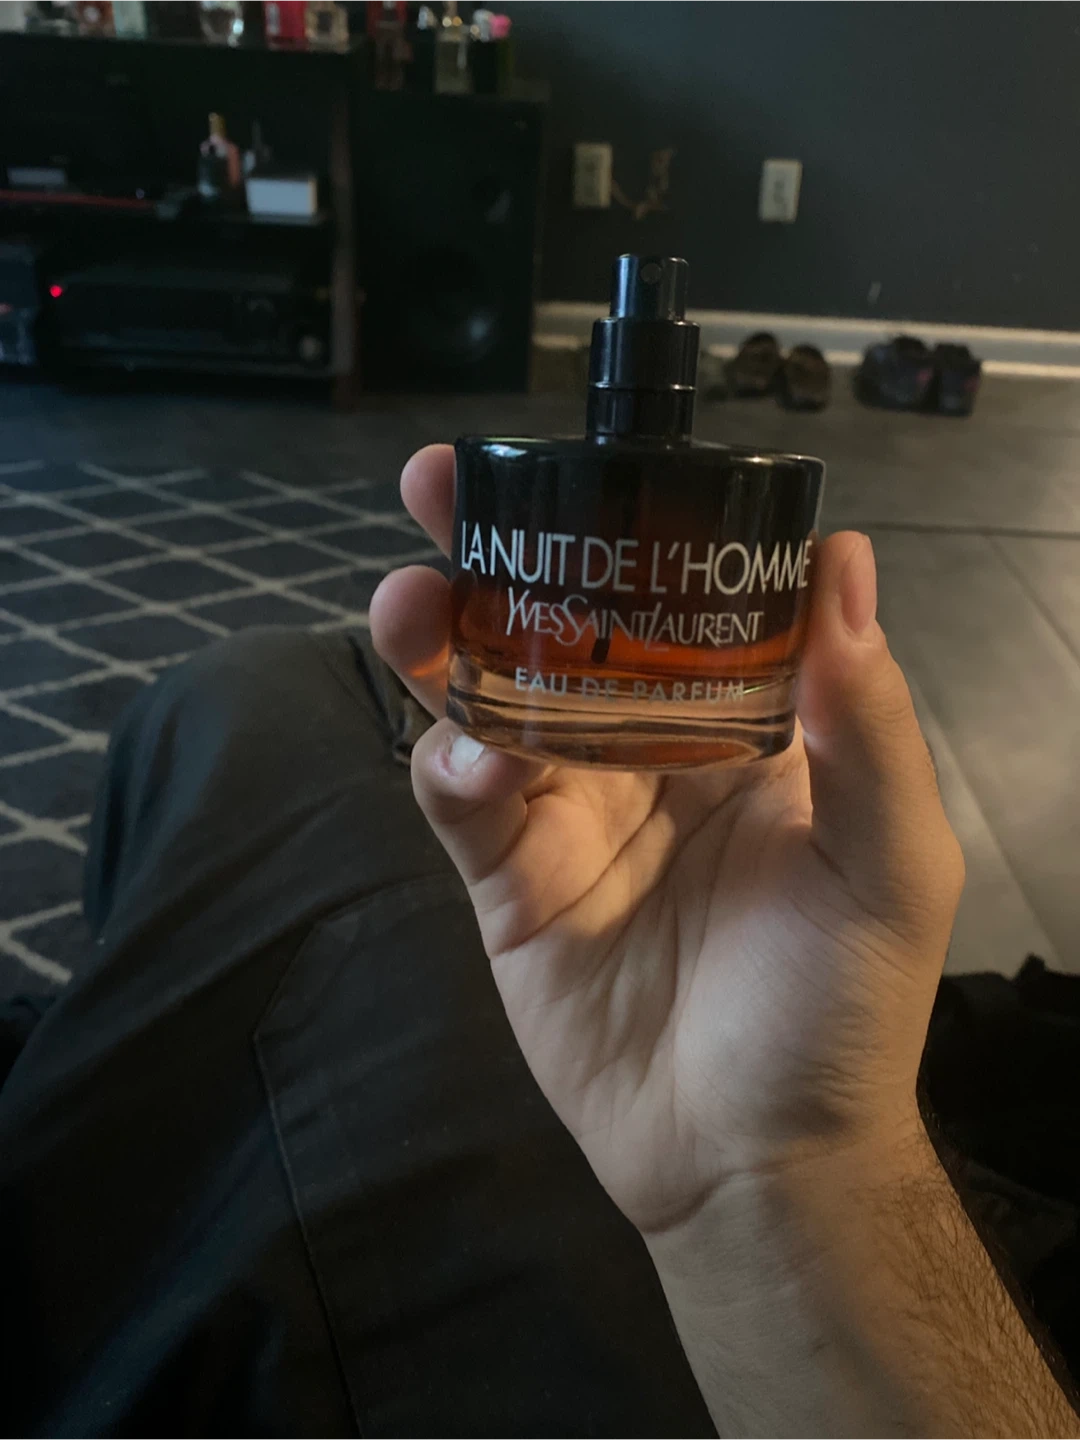 LA NUIT DE L'HOMME
YVESSAINTLAURENT
EAU DE PARFUM